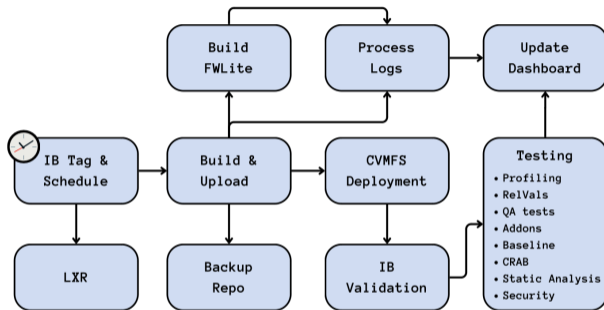 Build
FWLite
Process
Logs
Update
Dashboard
IB Tag &
Schedule
Build &
Upload
CVMFS
Deployment
Testing
• Profiling
• RelVals
• QA tests
• Addons
• Baseline
• CRAB
• Static Analysis
• Security
LXR
Backup
Repo
IB
Validation